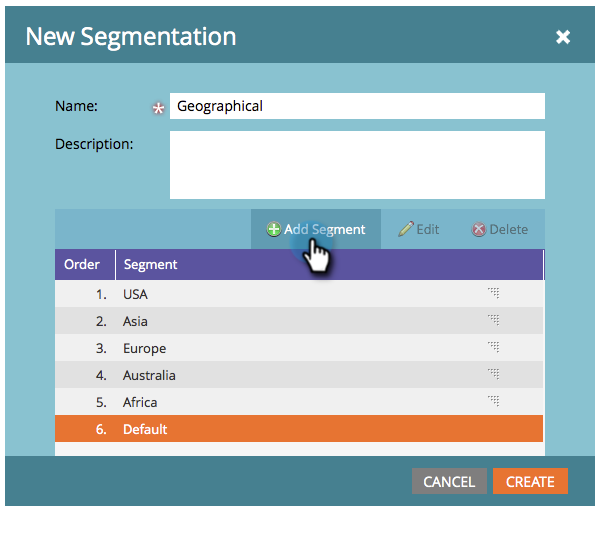 New Segmentation
Name: * Geographical
Description:
Add Segment Edit Delete
Order Segment
1. USA
2. Asia
3. Europe
4. Australia
5. Africa
6. Default
CANCEL CREATE